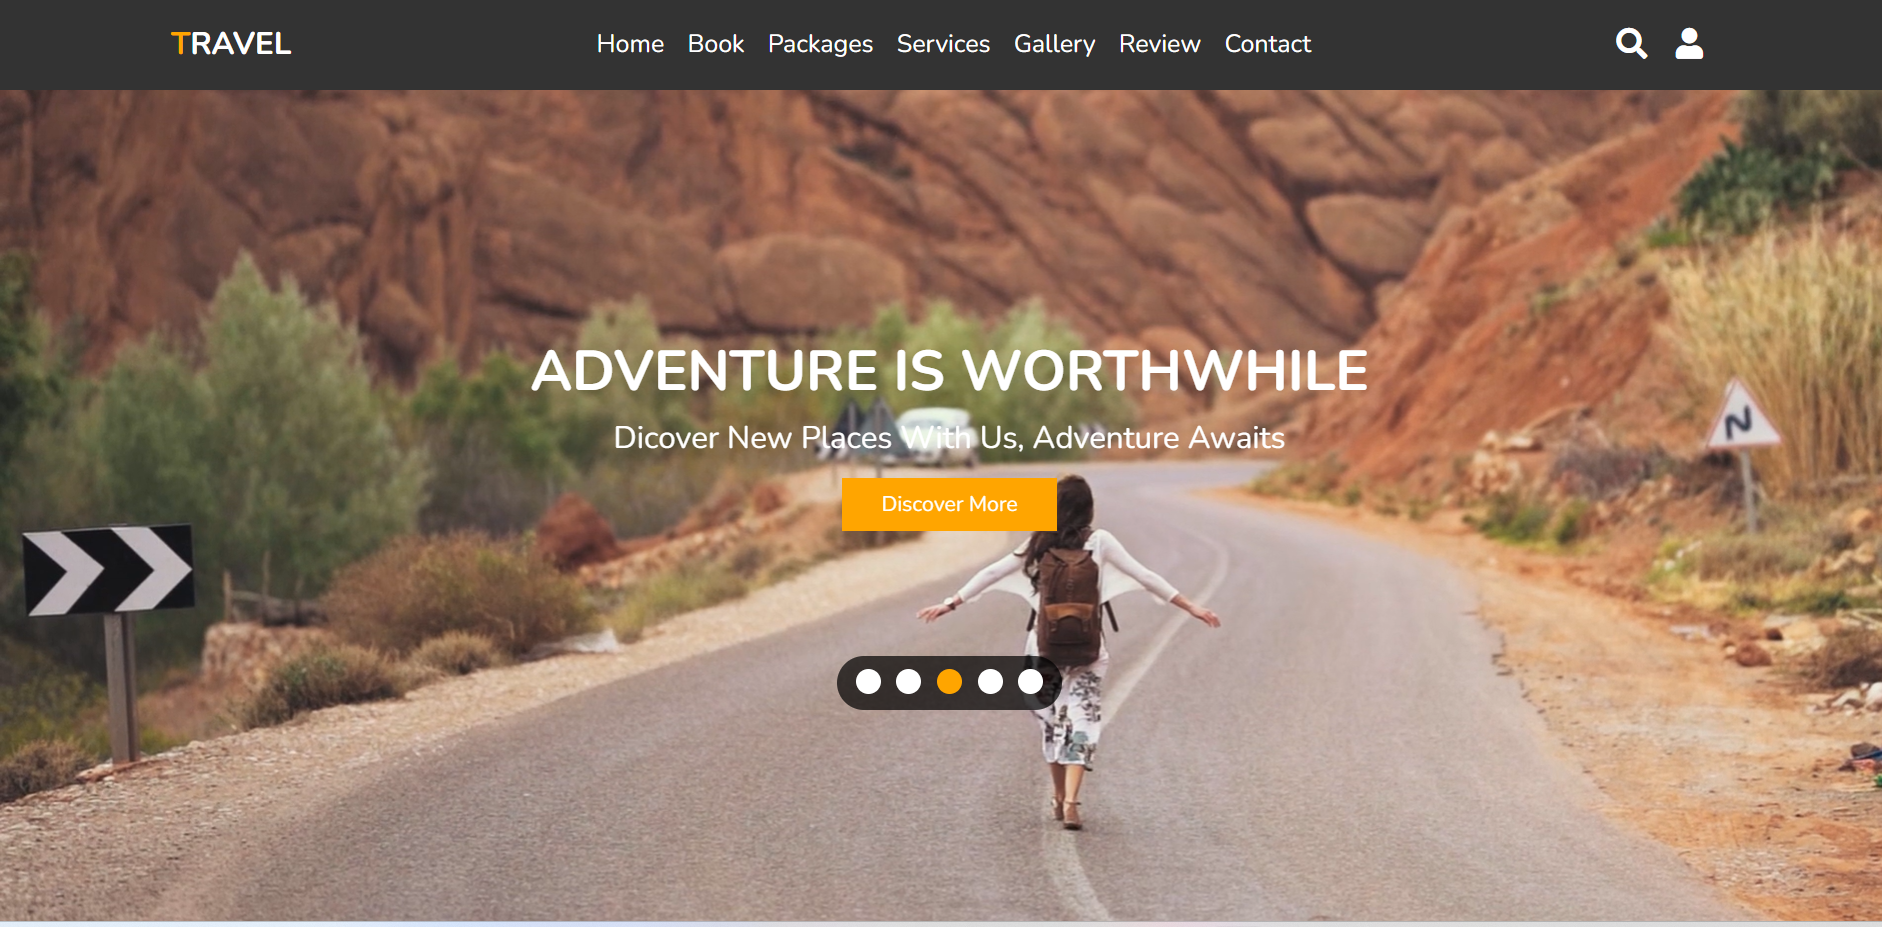 TRAVEL
Home Book Packages Services Gallery Review Contact
ADVENTURE IS WORTHWHILE
Dicover New Places With Us, Adventure Awaits
Discover More